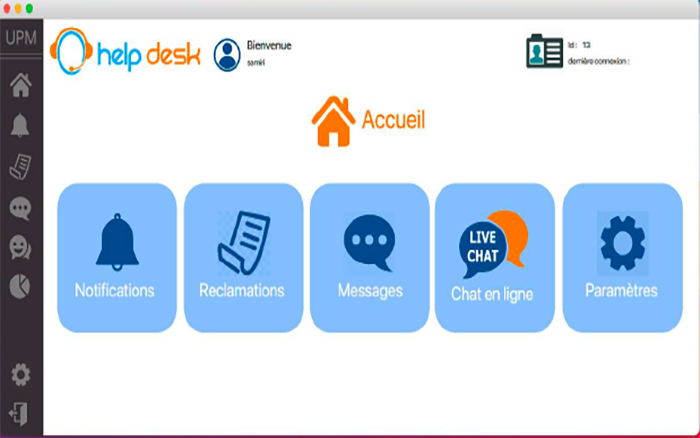 UPM
help desk
Bienvenue
samiri
Id : 13
dernière connexion :
Accueil
Notifications
Reclamations
Messages
LIVE
CHAT
Chat en ligne
Paramètres